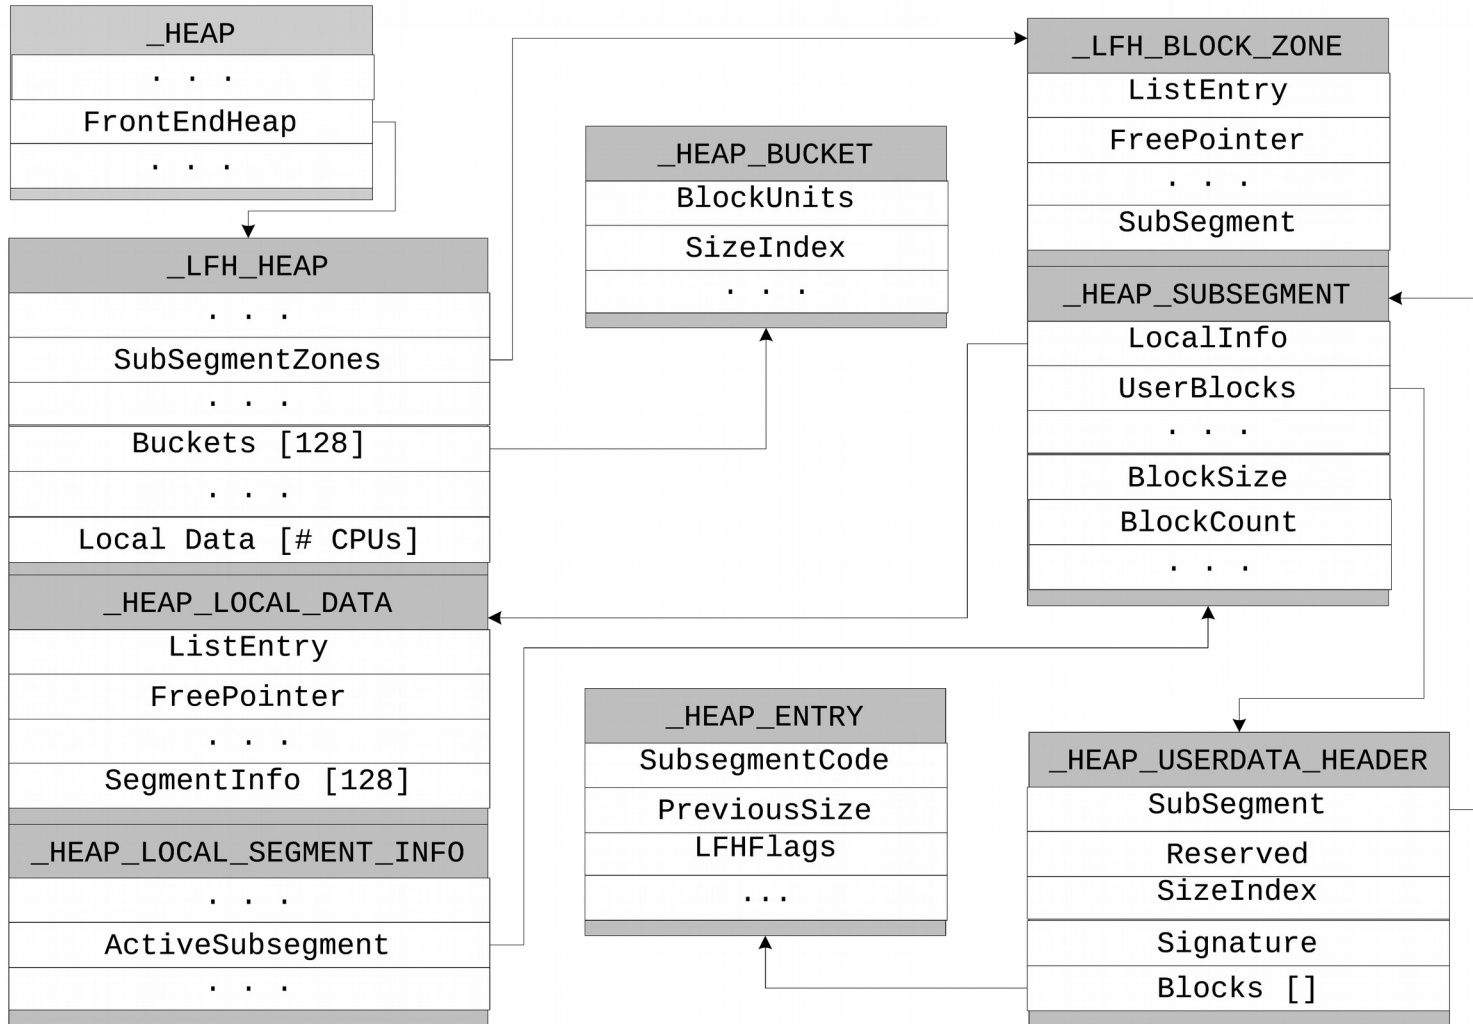 _HEAP
. . .
FrontEndHeap
. . .
_LFH_HEAP
. . .
SubSegmentZones
. . .
Buckets [128]
. . .
Local Data [# CPUs]
_HEAP_LOCAL_DATA
ListEntry
FreePointer
. . .
SegmentInfo [128]
_HEAP_LOCAL_SEGMENT_INFO
. . .
ActiveSubsegment
. . .
_HEAP_BUCKET
BlockUnits
SizeIndex
. . .
_HEAP_ENTRY
SubsegmentCode
PreviousSize
LFHFlags
...
_LFH_BLOCK_ZONE
ListEntry
FreePointer
. . .
SubSegment
_HEAP_SUBSEGMENT
LocalInfo
UserBlocks
. . .
BlockSize
BlockCount
. . .
_HEAP_USERDATA_HEADER
SubSegment
Reserved
SizeIndex
Signature
Blocks []